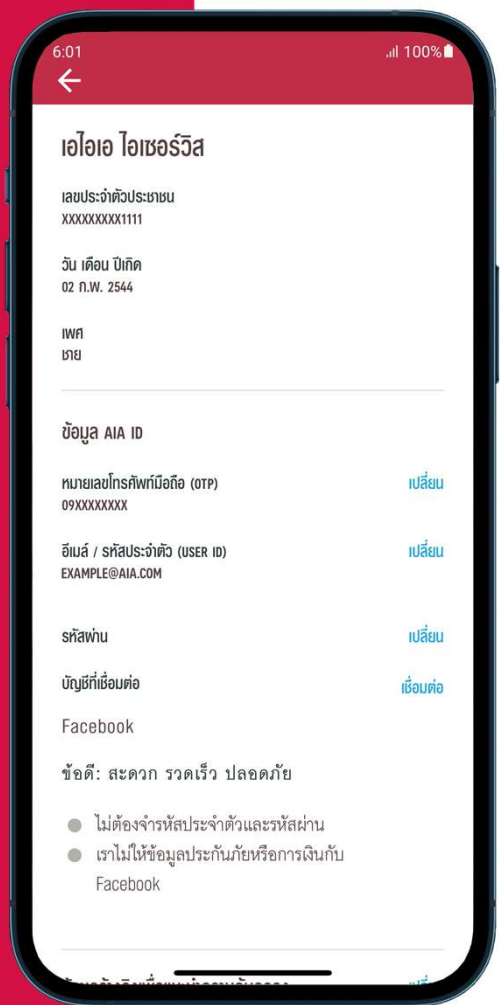 6:01 100%
เอไอเอ ไอเซอร์วิส
เลขประจำตัวประชาชน
XXXXXXXXX1111
วัน เดือน ปีเกิด
02 ก.พ. 2544
เพศ
ชาย
ข้อมูล AIA ID
หมายเลขโทรศัพท์มือถือ (OTP) เปลี่ยน
09XXXXXXXX
อีเมล์ / รหัสประจำตัว (USER ID) เปลี่ยน
EXAMPLE@AIA.COM
รหัสผ่าน เปลี่ยน
บัญชีที่เชื่อมต่อ เชื่อมต่อ
Facebook
ข้อดี: สะดวก รวดเร็ว ปลอดภัย
ไม่ต้องจำรหัสประจำตัวและรหัสผ่าน
เราไม่ให้ข้อมูลประกันภัยหรือการเงินกับ
Facebook